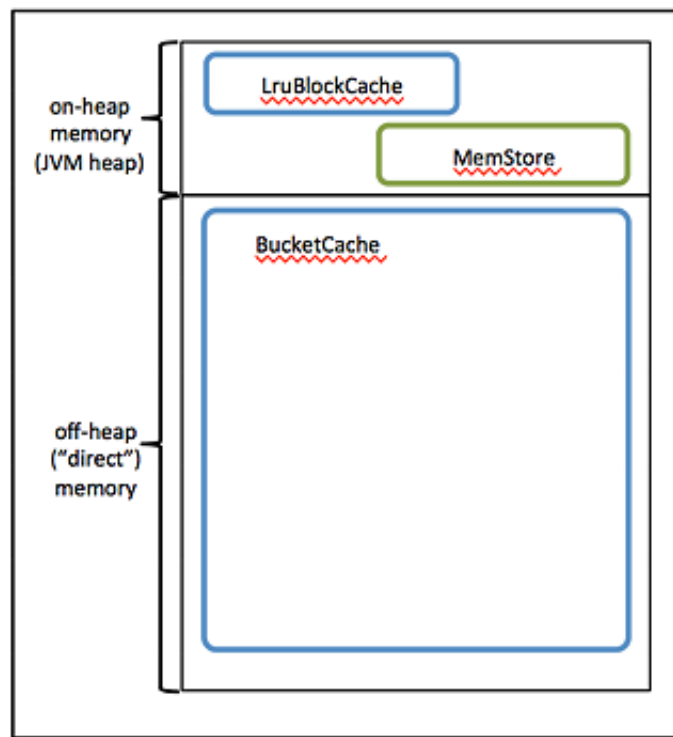 LruBlockCache
on-heap
memory
(JVM heap)
MemStore
BucketCache
off-heap
(“direct”)
memory